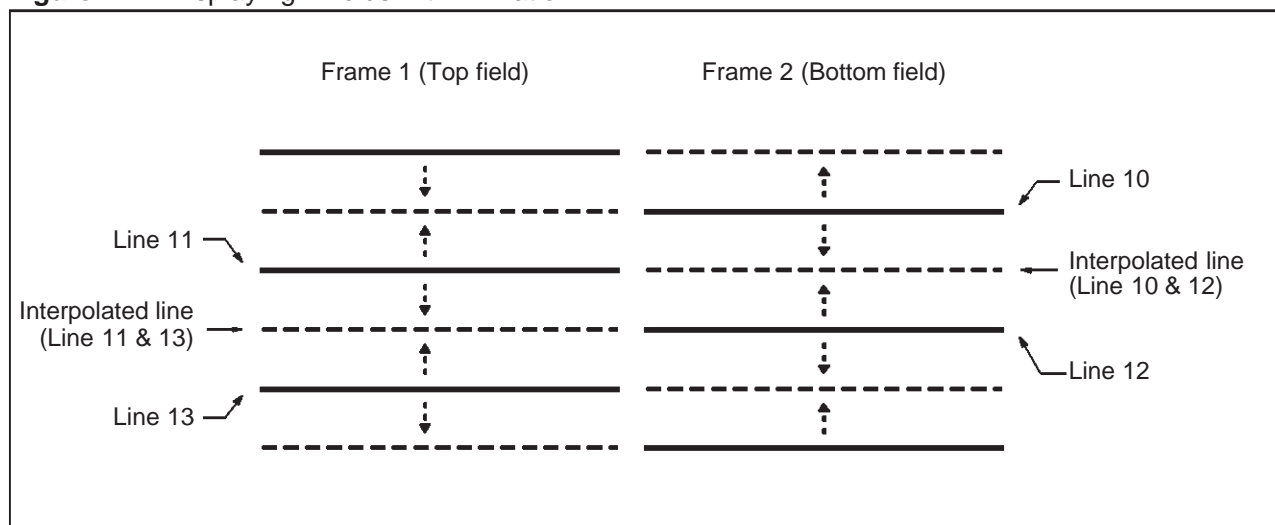 Frame 1 (Top field)
Frame 2 (Bottom field)
Line 10
Line 11
Interpolated line
(Line 10 & 12)
Interpolated line
(Line 11 & 13)
Line 12
Line 13